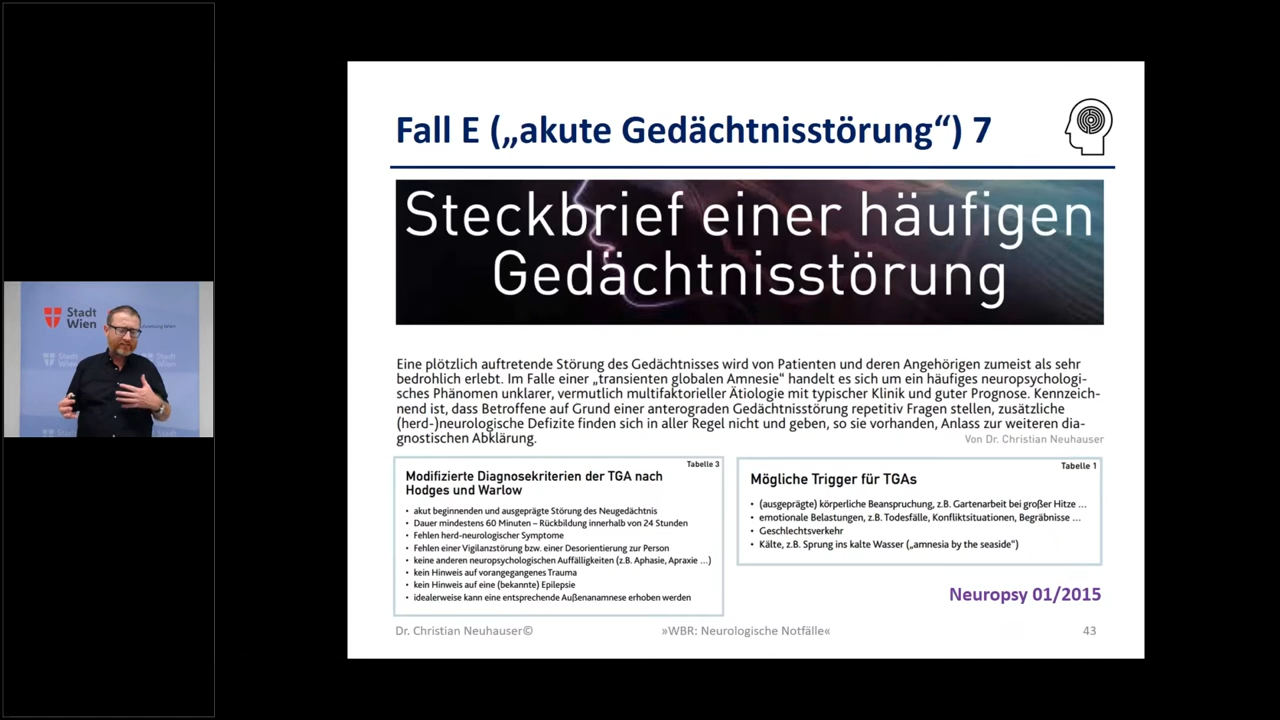 Stadt
Wien
Fall E („akute Gedächtnisstörung“) 7
Steckbrief einer häufigen
Gedächtnisstörung
Eine plötzlich auftretende Störung des Gedächtnisses wird von Patienten und deren Angehörigen zumeist als sehr
bedrohlich erlebt. Im Falle einer „transienten globalen Amnesie“ handelt es sich um ein häufiges neuropsychologi-
sches Phänomen unklarer, vermutlich multifaktorieller Ätiologie mit typischer Klinik und guter Prognose. Kennzeich-
nend ist, dass Betroffene auf Grund einer anterograden Gedächtnisstörung repetitiv Fragen stellen, zusätzliche
(herd-)neurologische Defizite finden sich in aller Regel nicht und geben, so sie vorhanden, Anlass zur weiteren dia-
gnostischen Abklärung.
Von Dr. Christian Neuhauser
Tabelle 3
Modifizierte Diagnosekriterien der TGA nach
Hodges und Warlow
• akut beginnenden und ausgeprägte Störung des Neugedächtnis
• Dauer mindestens 60 Minuten – Rückbildung innerhalb von 24 Stunden
• Fehlen herd-neurologischer Symptome
• Fehlen einer Vigilanzstörung bzw. einer Desorientierung zur Person
• keine anderen neuropsychologischen Auffälligkeiten (z.B. Aphasie, Apraxie ...)
• kein Hinweis auf vorangegangenes Trauma
• kein Hinweis auf eine (bekannte) Epilepsie
• idealerweise kann eine entsprechende Außenanamnese erhoben werden
Tabelle 1
Mögliche Trigger für TGAs
• (ausgeprägte) körperliche Beanspruchung, z.B. Gartenarbeit bei großer Hitze ...
• emotionale Belastungen, z.B. Todesfälle, Konfliktsituationen, Begräbnisse ...
• Geschlechtsverkehr
• Kälte, z.B. Sprung ins kalte Wasser („amnesia by the seaside“)
Neuropsy 01/2015
Dr. Christian Neuhauser©
»WBR: Neurologische Notfälle«
43